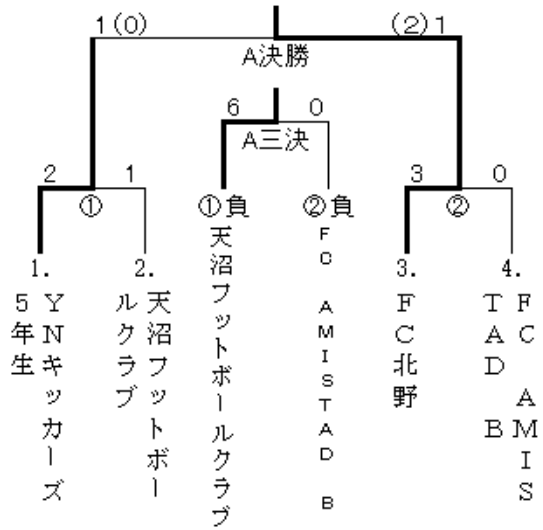 1(0) (2)1
A決勝
6 0
A三決
2 1
3 0
① ①負 ②負 ②
1. 2. 3. 4.
YNキッカーズ
5年生
天沼フットボー
ルクラブ
天沼フットボールクラブ
FC AMISTAD B
FC北野
FC AMIS
TAD B